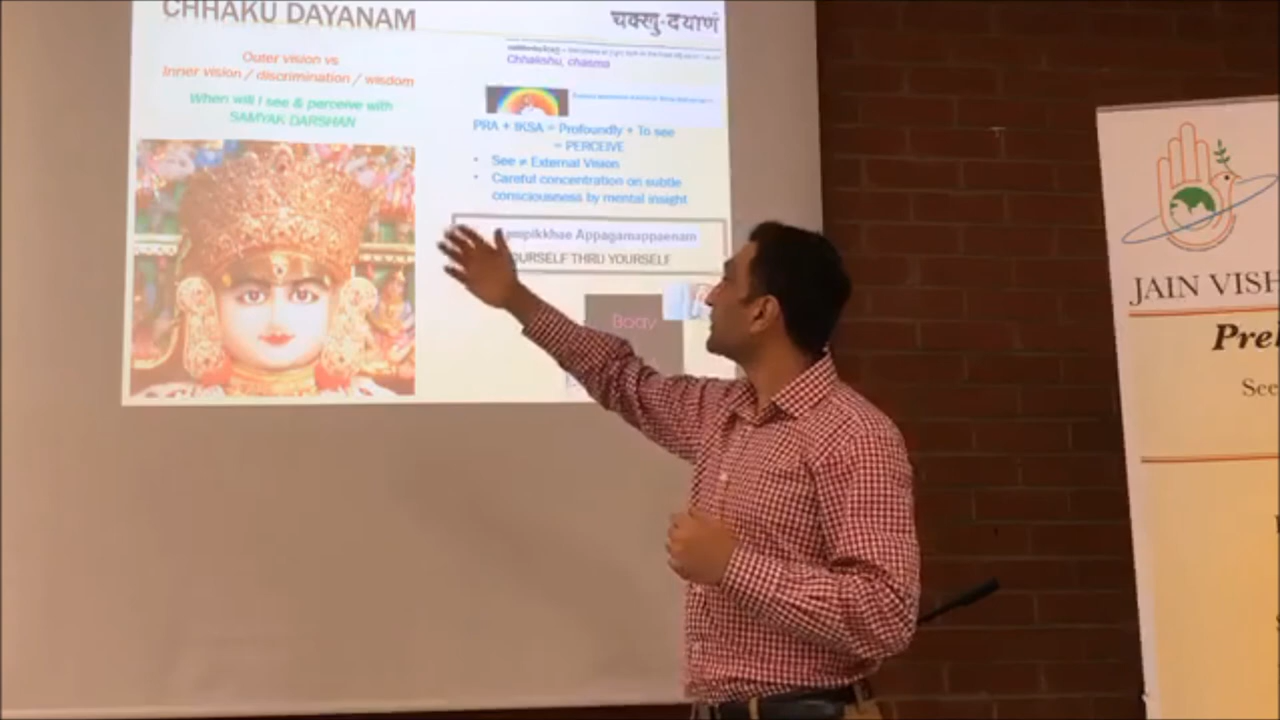 CHHAKU DAYANAM
चक्खु-दयाणं
Outer vision vs
Inner vision / discrimination / wisdom
When will I see & perceive with
SAMYAK DARSHAN
Chhakshu, chasma
PRA + IKSA = Profoundly + To see
= PERCEIVE
• See ≠ External Vision
• Careful concentration on subtle
consciousness by mental insight
Appagamappaenam
THRU YOURSELF
Body
JAIN VISH
Pre
See